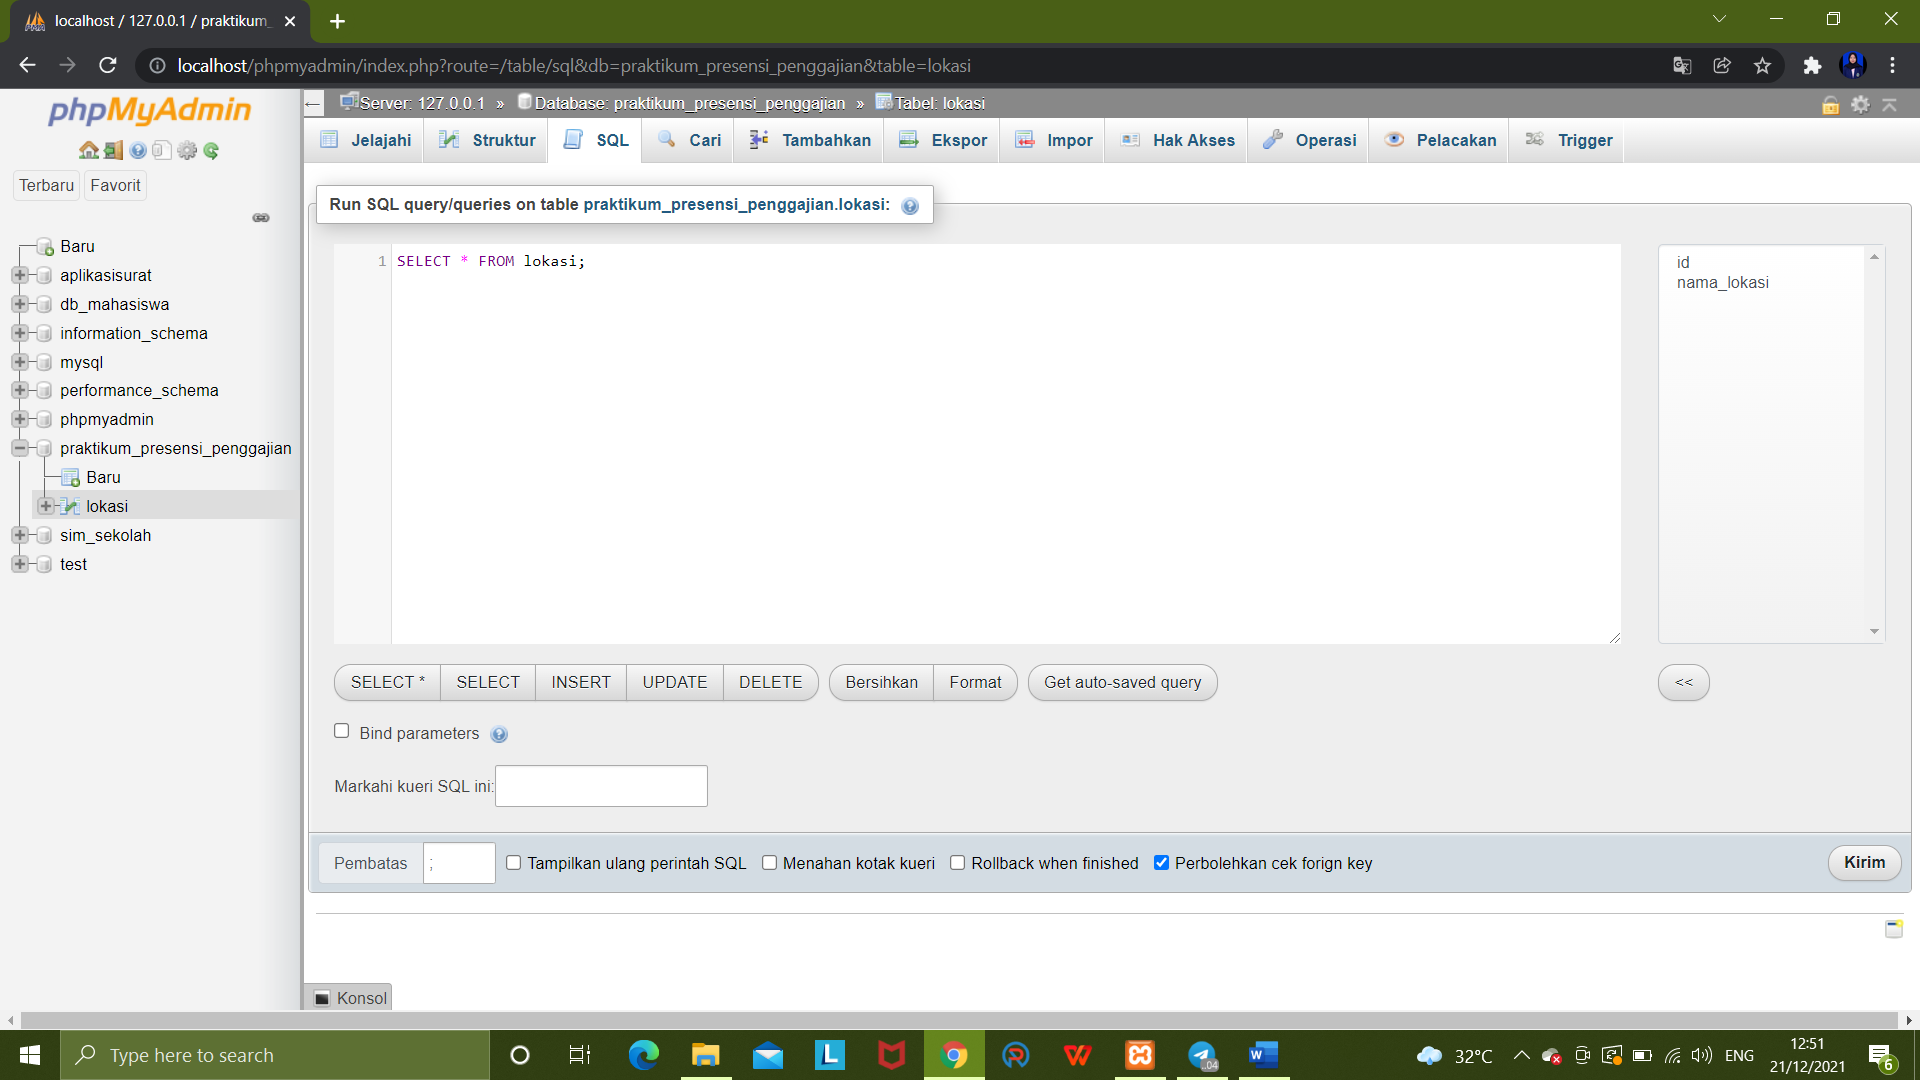 localhost / 127.0.0.1 / praktikum_
localhost/phpmyadmin/index.php?route=/table/sql&db=praktikum_presensi_penggajian&table=lokasi
phpMyAdmin
Terbaru
Favorit
Baru
aplikasisurat
db_mahasiswa
information_schema
mysql
performance_schema
phpmyadmin
praktikum_presensi_penggajian
Baru
lokasi
sim_sekolah
test
Server: 127.0.0.1 » Database: praktikum_presensi_penggajian » Tabel: lokasi
Jelajahi Struktur SQL Cari Tambahkan Ekspor Impor Hak Akses Operasi Pelacakan Trigger
Run SQL query/queries on table praktikum_presensi_penggajian.lokasi:
1 SELECT * FROM lokasi;
id
nama_lokasi
SELECT * SELECT INSERT UPDATE DELETE Bersihkan Format Get auto-saved query <<
Bind parameters
Markahi kueri SQL ini:
Pembatas ; Tampilkan ulang perintah SQL Menahan kotak kueri Rollback when finished Perbolehkan cek forign key Kirim
Konsol
Type here to search
32°C
ENG
12:51
21/12/2021
6